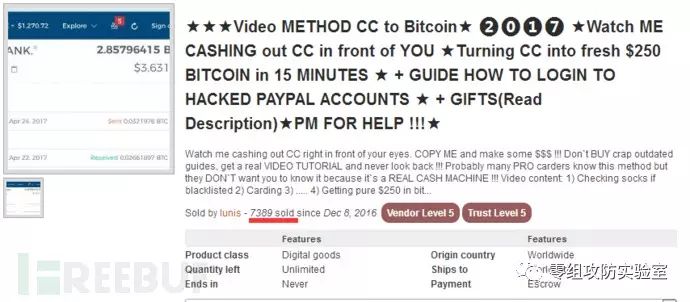 - $1,270.72 Explore
ANK.® 2.85796415 B
$3,631
Apr 24, 2017 Sent 0.0521978 BTC
Apr 22, 2017 Received 0.02661897 BTC
★★★Video METHOD CC to Bitcoin★ ❷⓿❶❼ ★Watch ME
CASHING out CC in front of YOU ★Turning CC into fresh $250
BITCOIN in 15 MINUTES ★ + GUIDE HOW TO LOGIN TO
HACKED PAYPAL ACCOUNTS ★ + GIFTS(Read
Description)★PM FOR HELP !!!★
Watch me cashing out CC right in front of your eyes. COPY ME and make some $$$ !!! Don`t BUY crap outdated
guides, get a real VIDEO TUTORIAL and never look back !!! Probably many PRO carders know this method but
they DON`T want you to know it because it`s a REAL CASH MACHINE !!! Video content: 1) Checking socks if
blacklisted 2) Carding 3) ..... 4) Getting pure $250 in bit...
Sold by lunis - 7389 sold since Dec 8, 2016 Vendor Level 5 Trust Level 5
Features Features
Product class Digital goods Origin country Worldwide
Quantity left Unlimited Ships to
Ends in Never Payment Escrow
FREEBUF
零组攻防实验室